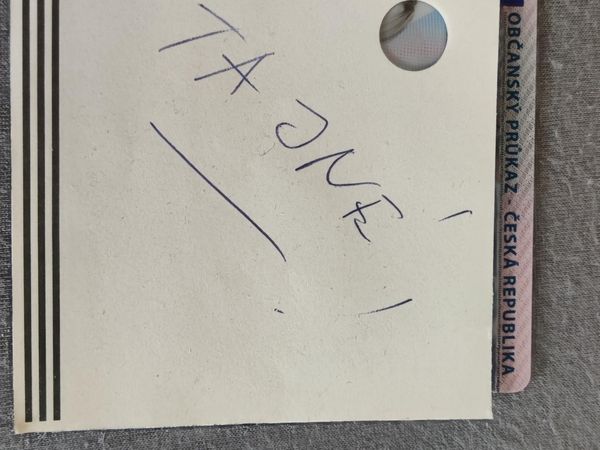 TAJNÉ!
OBČANSKÝ PRŮKAZ - ČESKÁ REPUBLIKA